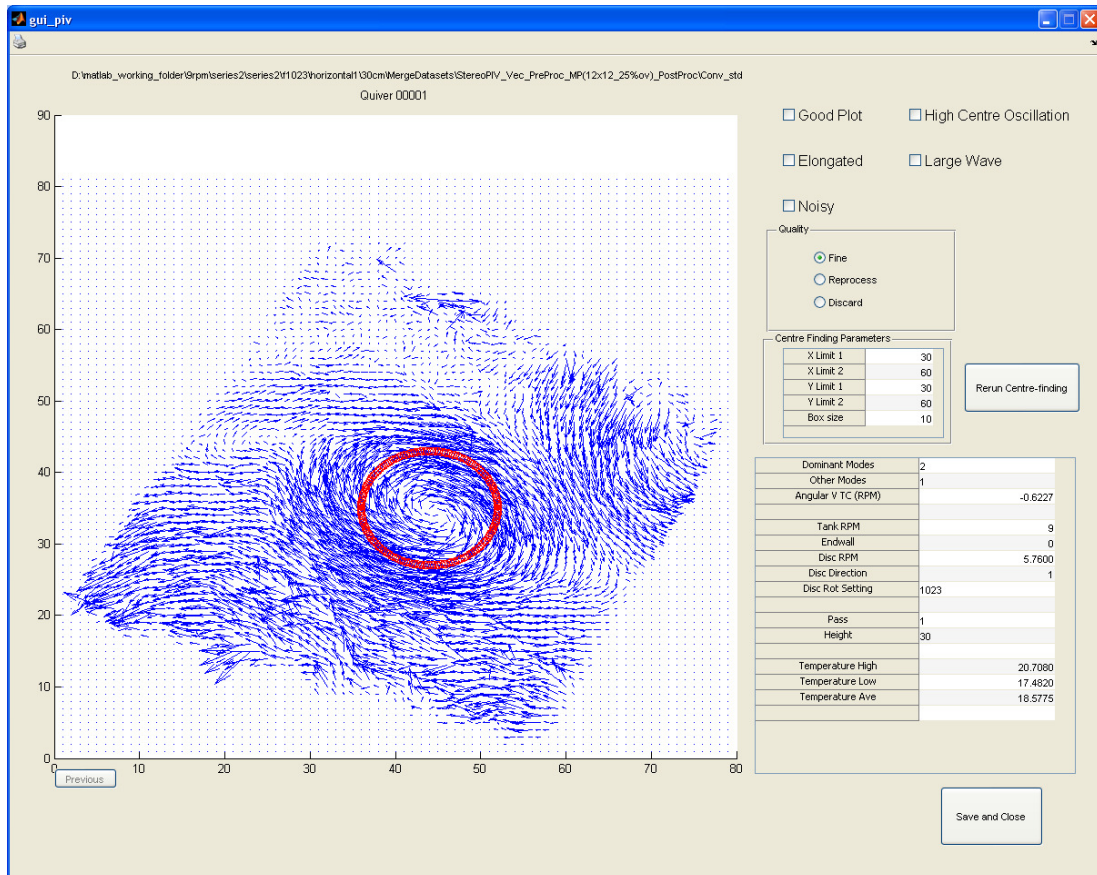 gui_piv
D:\matlab_working_folder\9rpm\series2\series2\f1023\horizontal1\30cm\MergeDatasets\StereoPIV_Vec_PreProc_MP(12x12_25%ov)_PostProc\Conv_std
Quiver 00001
90
80
70
60
50
40
30
20
10
0
0 10 20 30 40 50 60 70 80
Previous
Good Plot High Centre Oscillation
Elongated Large Wave
Noisy
Quality
Fine
Reprocess
Discard
Centre Finding Parameters
X Limit 1 30
X Limit 2 60
Y Limit 1 30
Y Limit 2 60
Box size 10
Rerun Centre-finding
Dominant Modes 2
Other Modes 1
Angular V TC (RPM) -0.6227
Tank RPM 9
Endwall 0
Disc RPM 5.7600
Disc Direction 1
Disc Rot Setting 1023
Pass 1
Height 30
Temperature High 20.7080
Temperature Low 17.4820
Temperature Ave 18.5775
Save and Close